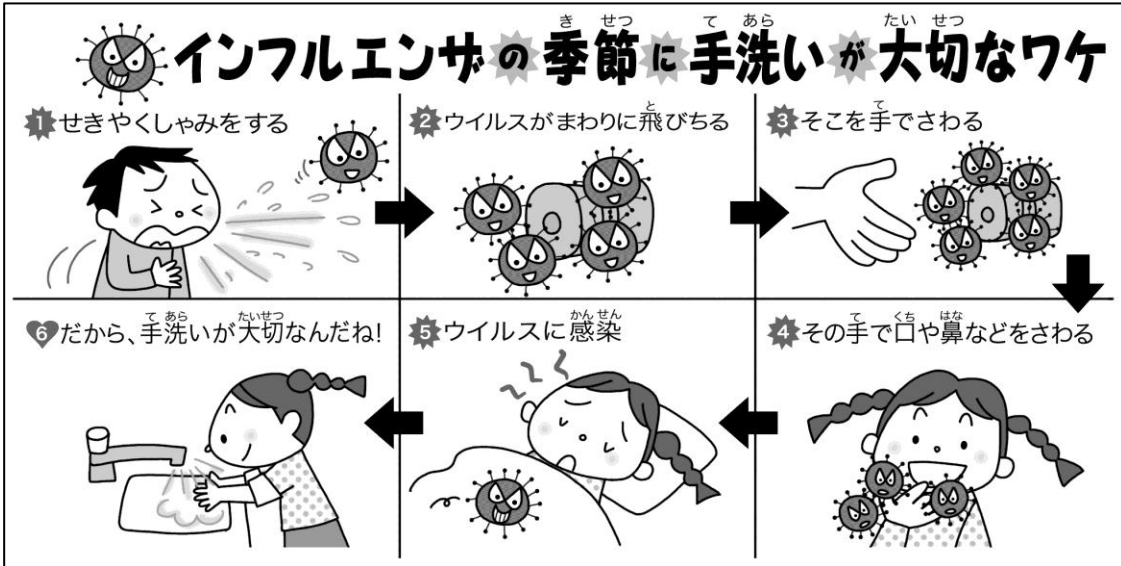 インフルエンザの季節に手洗いが大切なワケ
1 せきやくしゃみをする
2 ウイルスがまわりに飛びちる
3 そこを手でさわる
4 その手で口や鼻などをさわる
5 ウイルスに感染
6 だから、手洗いが大切なんだね!